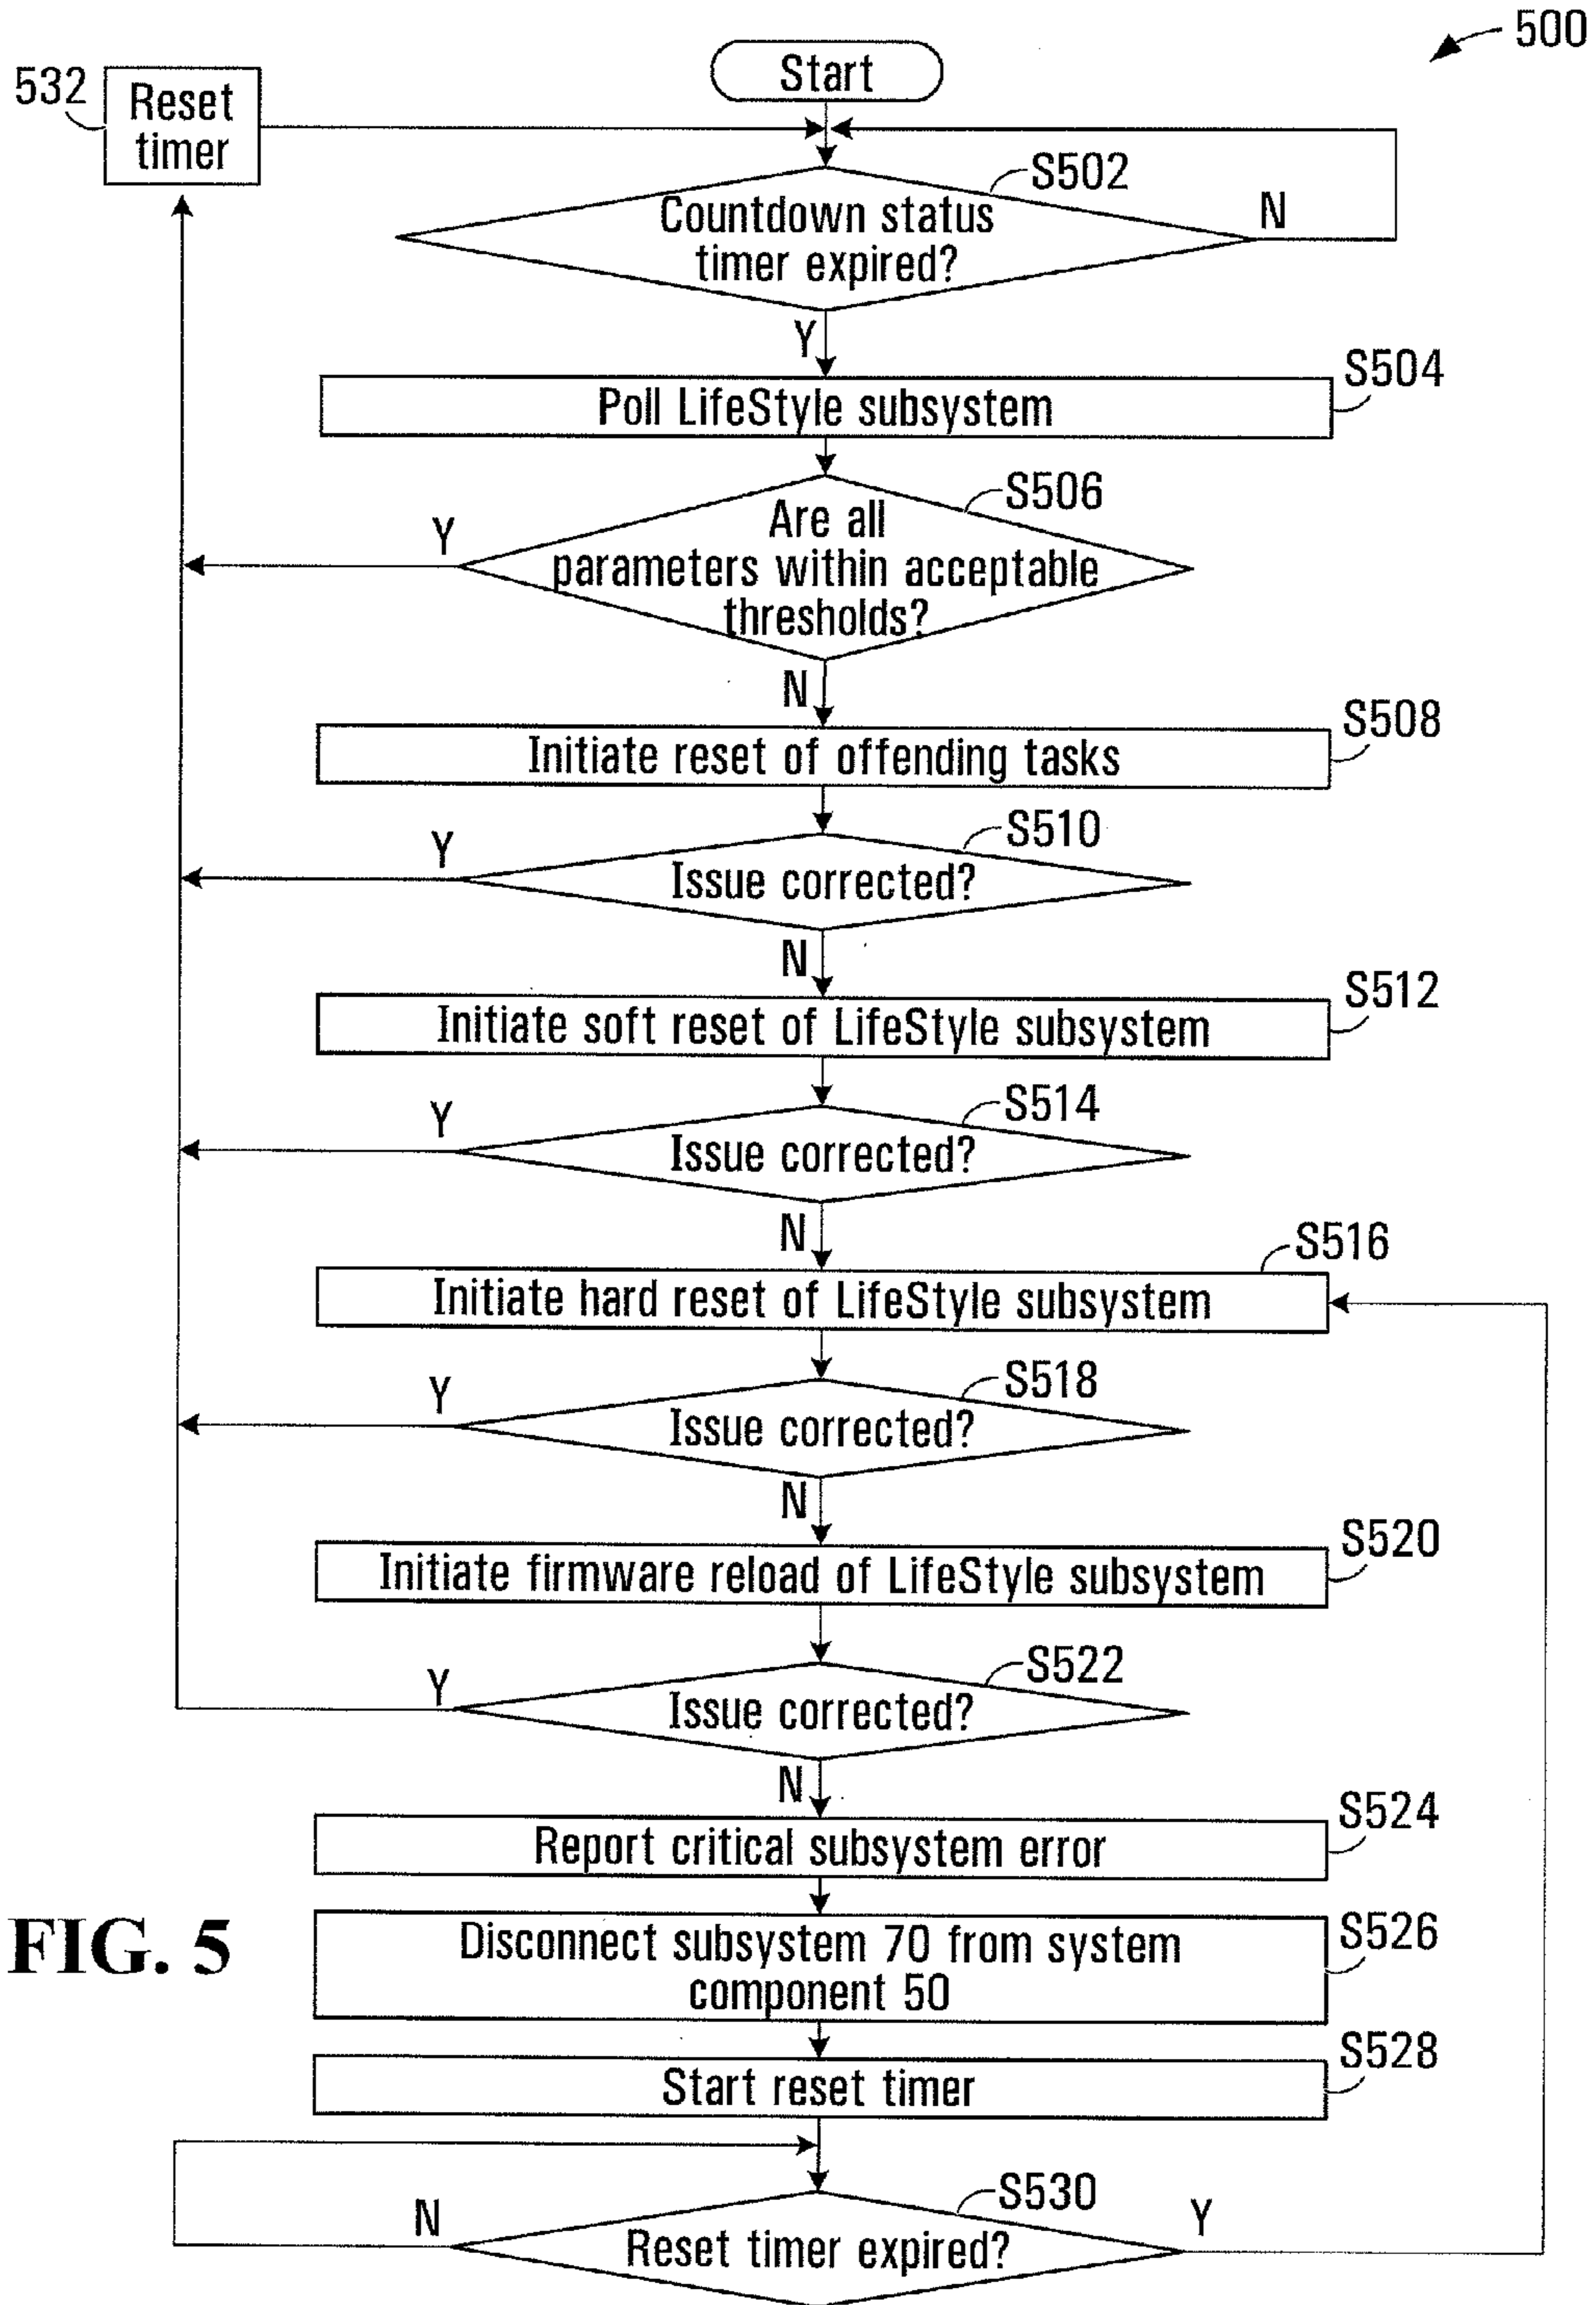 500
Start
532
Reset
timer
S502
Countdown status
timer expired?
N
Y
S504
Poll LifeStyle subsystem
S506
Are all
parameters within acceptable
thresholds?
Y
N
S508
Initiate reset of offending tasks
S510
Y
Issue corrected?
N
S512
Initiate soft reset of LifeStyle subsystem
S514
Y
Issue corrected?
N
S516
Initiate hard reset of LifeStyle subsystem
S518
Y
Issue corrected?
N
S520
Initiate firmware reload of LifeStyle subsystem
S522
Y
Issue corrected?
N
S524
Report critical subsystem error
FIG. 5
S526
Disconnect subsystem 70 from system
component 50
S528
Start reset timer
S530
N
Y
Reset timer expired?